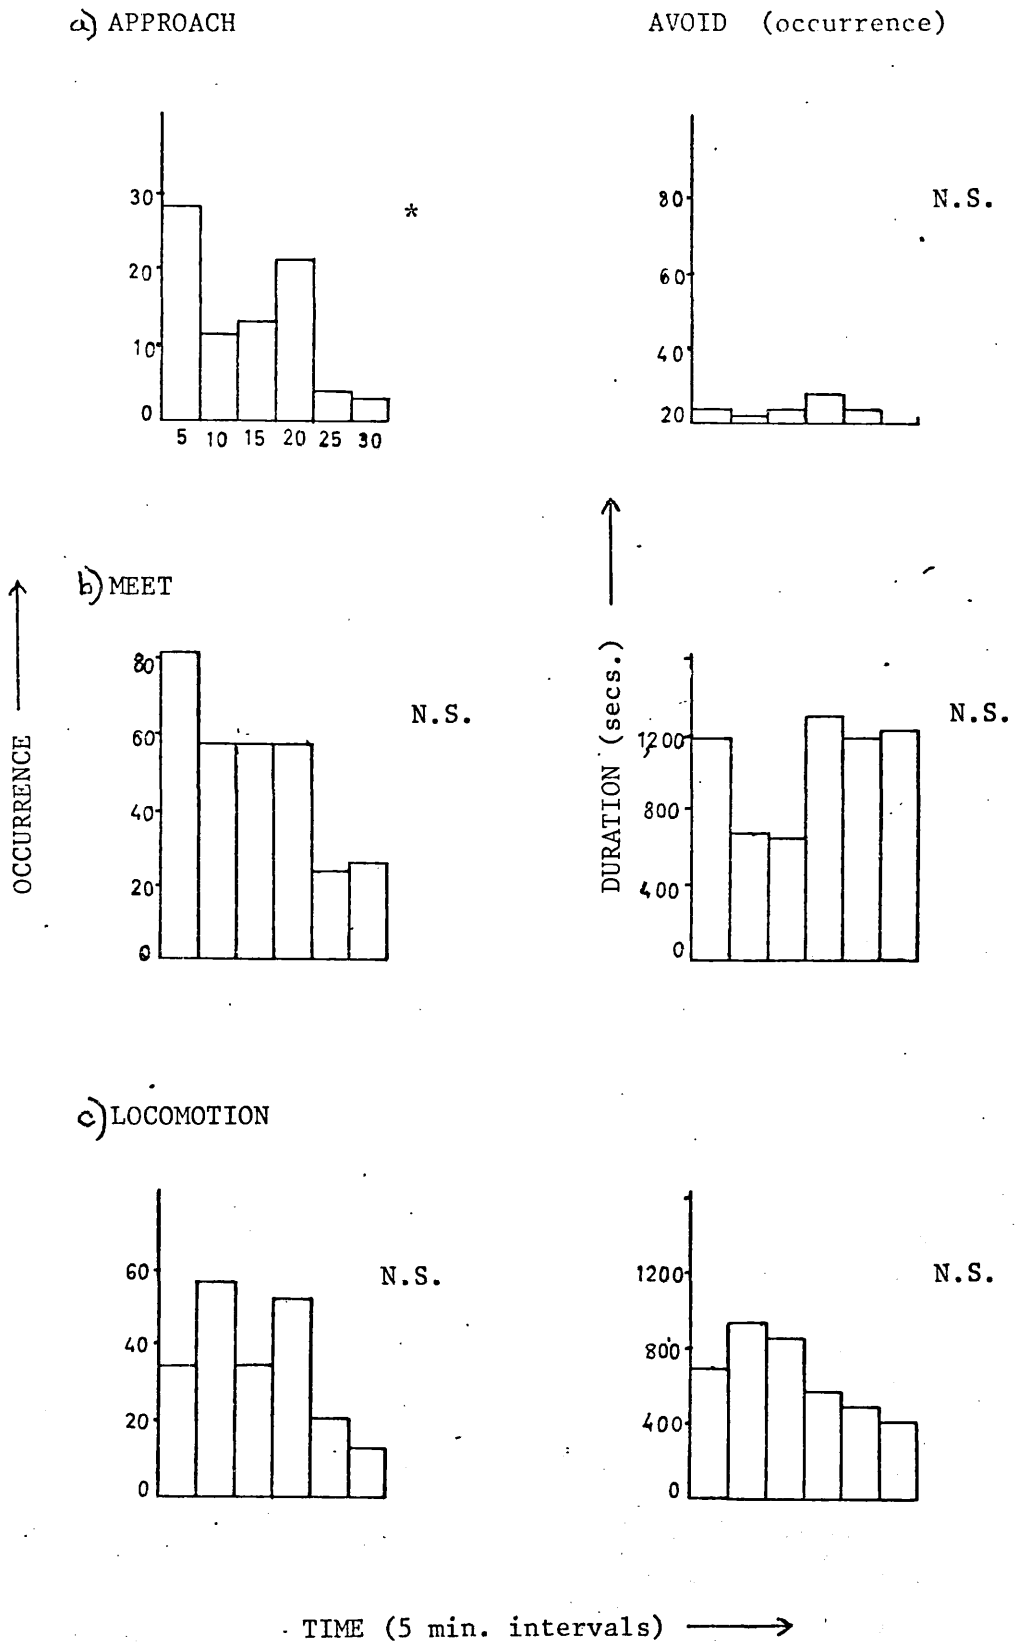 a) APPROACH
AVOID (occurrence)
30
20
10
0
5 10 15 20 25 30
*
80
60
40
20
N.S.
b) MEET
80
60
40
20
0
N.S.
1200
800
400
0
N.S.
OCCURRENCE
DURATION (secs.)
c) LOCOMOTION
60
40
20
0
N.S.
1200
800
400
0
N.S.
TIME (5 min. intervals)